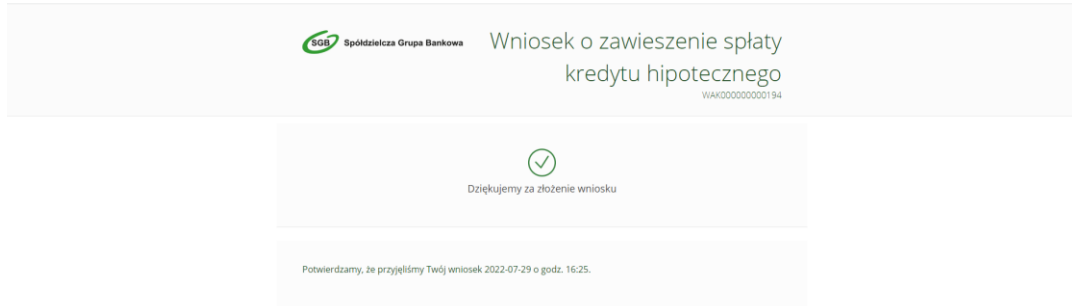 SGB Spółdzielcza Grupa Bankowa
Wniosek o zawieszenie spłaty
kredytu hipotecznego
WAK000000000194
Dziękujemy za złożenie wniosku
Potwierdzamy, że przyjęliśmy Twój wniosek 2022-07-29 o godz. 16:25.